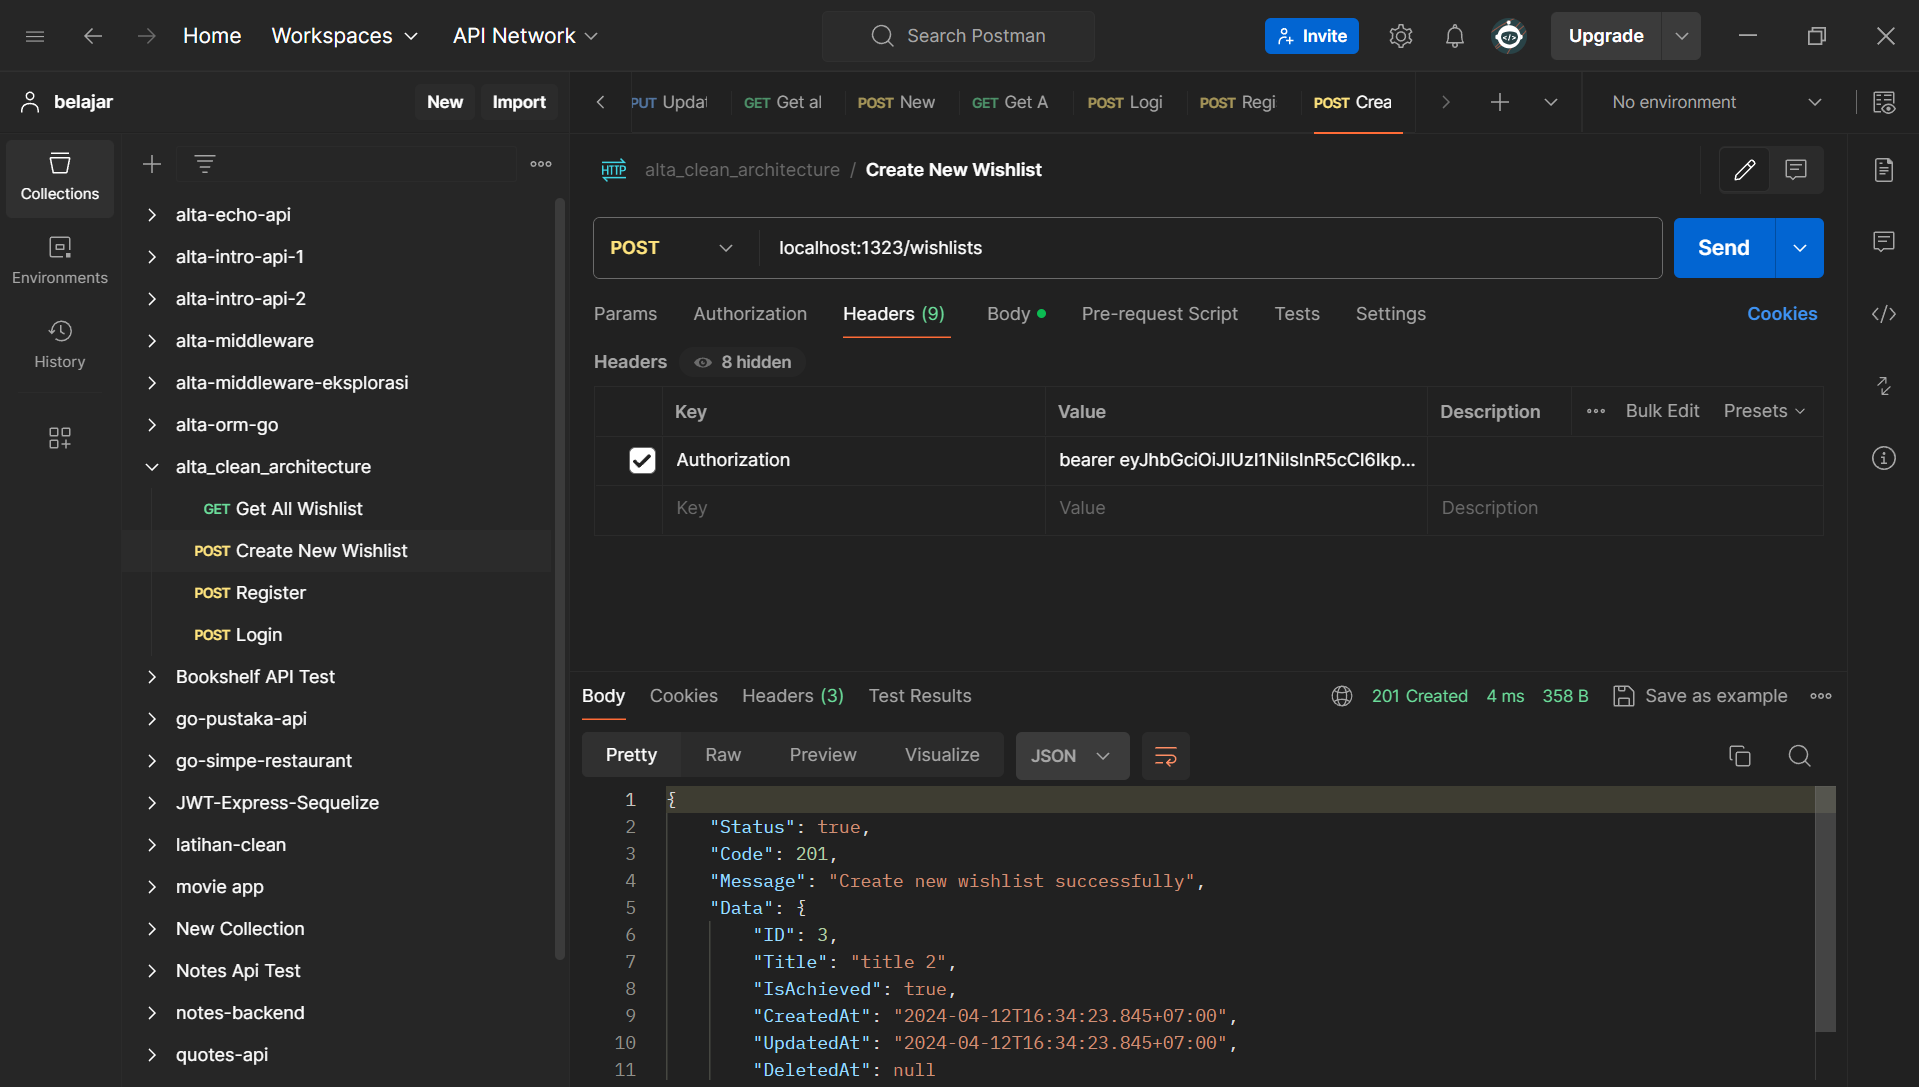 Home Workspaces API Network Search Postman Invite Upgrade
belajar New Import
PUT Updat GET Get al POST New GET Get A POST Logi POST Regi POST Crea No environment
Collections
Environments
History
alta-echo-api
alta-intro-api-1
alta-intro-api-2
alta-middleware
alta-middleware-eksplorasi
alta-orm-go
alta_clean_architecture
GET Get All Wishlist
POST Create New Wishlist
POST Register
POST Login
Bookshelf API Test
go-pustaka-api
go-simpe-restaurant
JWT-Express-Sequelize
latihan-clean
movie app
New Collection
Notes Api Test
notes-backend
quotes-api
HTTP alta_clean_architecture / Create New Wishlist
POST localhost:1323/wishlists Send
Params Authorization Headers (9) Body Pre-request Script Tests Settings Cookies
Headers 8 hidden
Key Value Description Bulk Edit Presets
Authorization bearer eyJhbGciOiJIUzI1NiIsInR5cCI6Ikp...
Key Value Description
Body Cookies Headers (3) Test Results 201 Created 4 ms 358 B Save as example
Pretty Raw Preview Visualize JSON
1 {
2 "Status": true,
3 "Code": 201,
4 "Message": "Create new wishlist successfully",
5 "Data": {
6 "ID": 3,
7 "Title": "title 2",
8 "IsAchieved": true,
9 "CreatedAt": "2024-04-12T16:34:23.845+07:00",
10 "UpdatedAt": "2024-04-12T16:34:23.845+07:00",
11 "DeletedAt": null